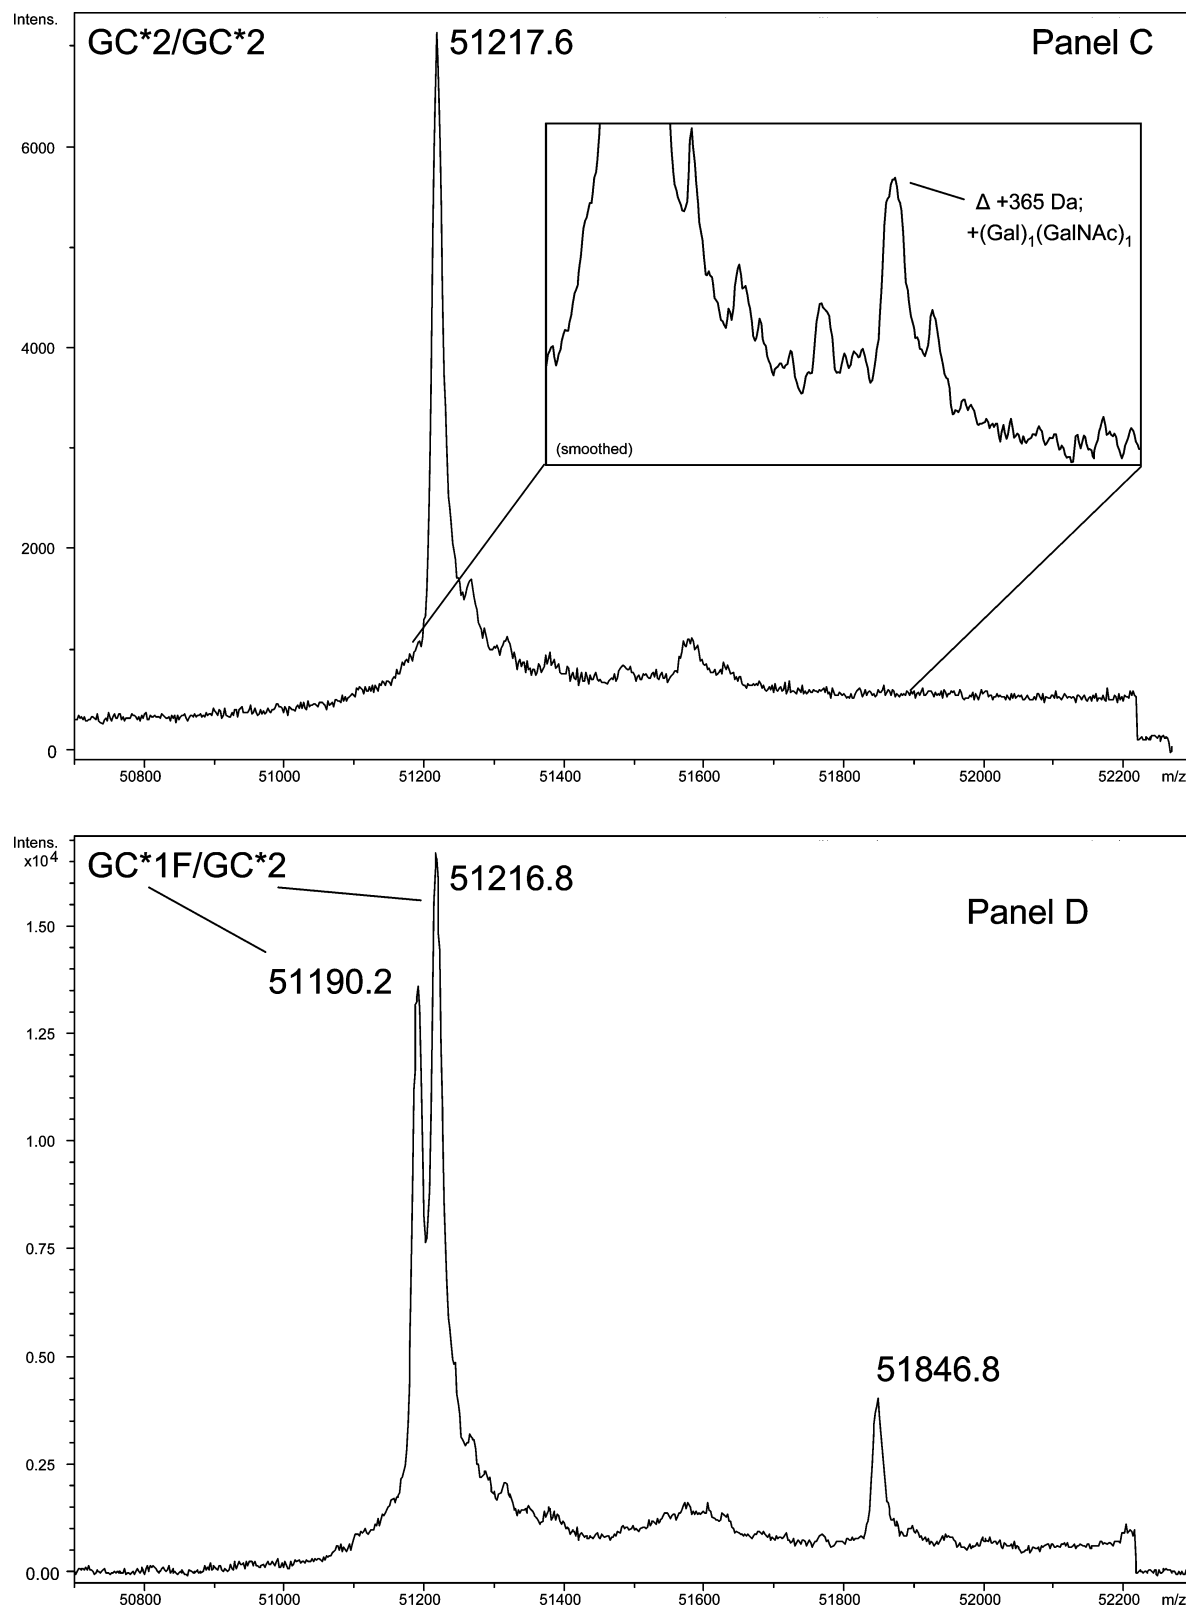 Intens.
GC*2/GC*2
51217.6
Panel C
6000
4000
2000
0
Δ +365 Da;
+(Gal)1(GalNAc)1
(smoothed)
50800 51000 51200 51400 51600 51800 52000 52200 m/z
Intens.
x10⁴
GC*1F/GC*2
51216.8
Panel D
51190.2
1.50
1.25
1.00
0.75
0.50
0.25
0.00
51846.8
50800 51000 51200 51400 51600 51800 52000 52200 m/z